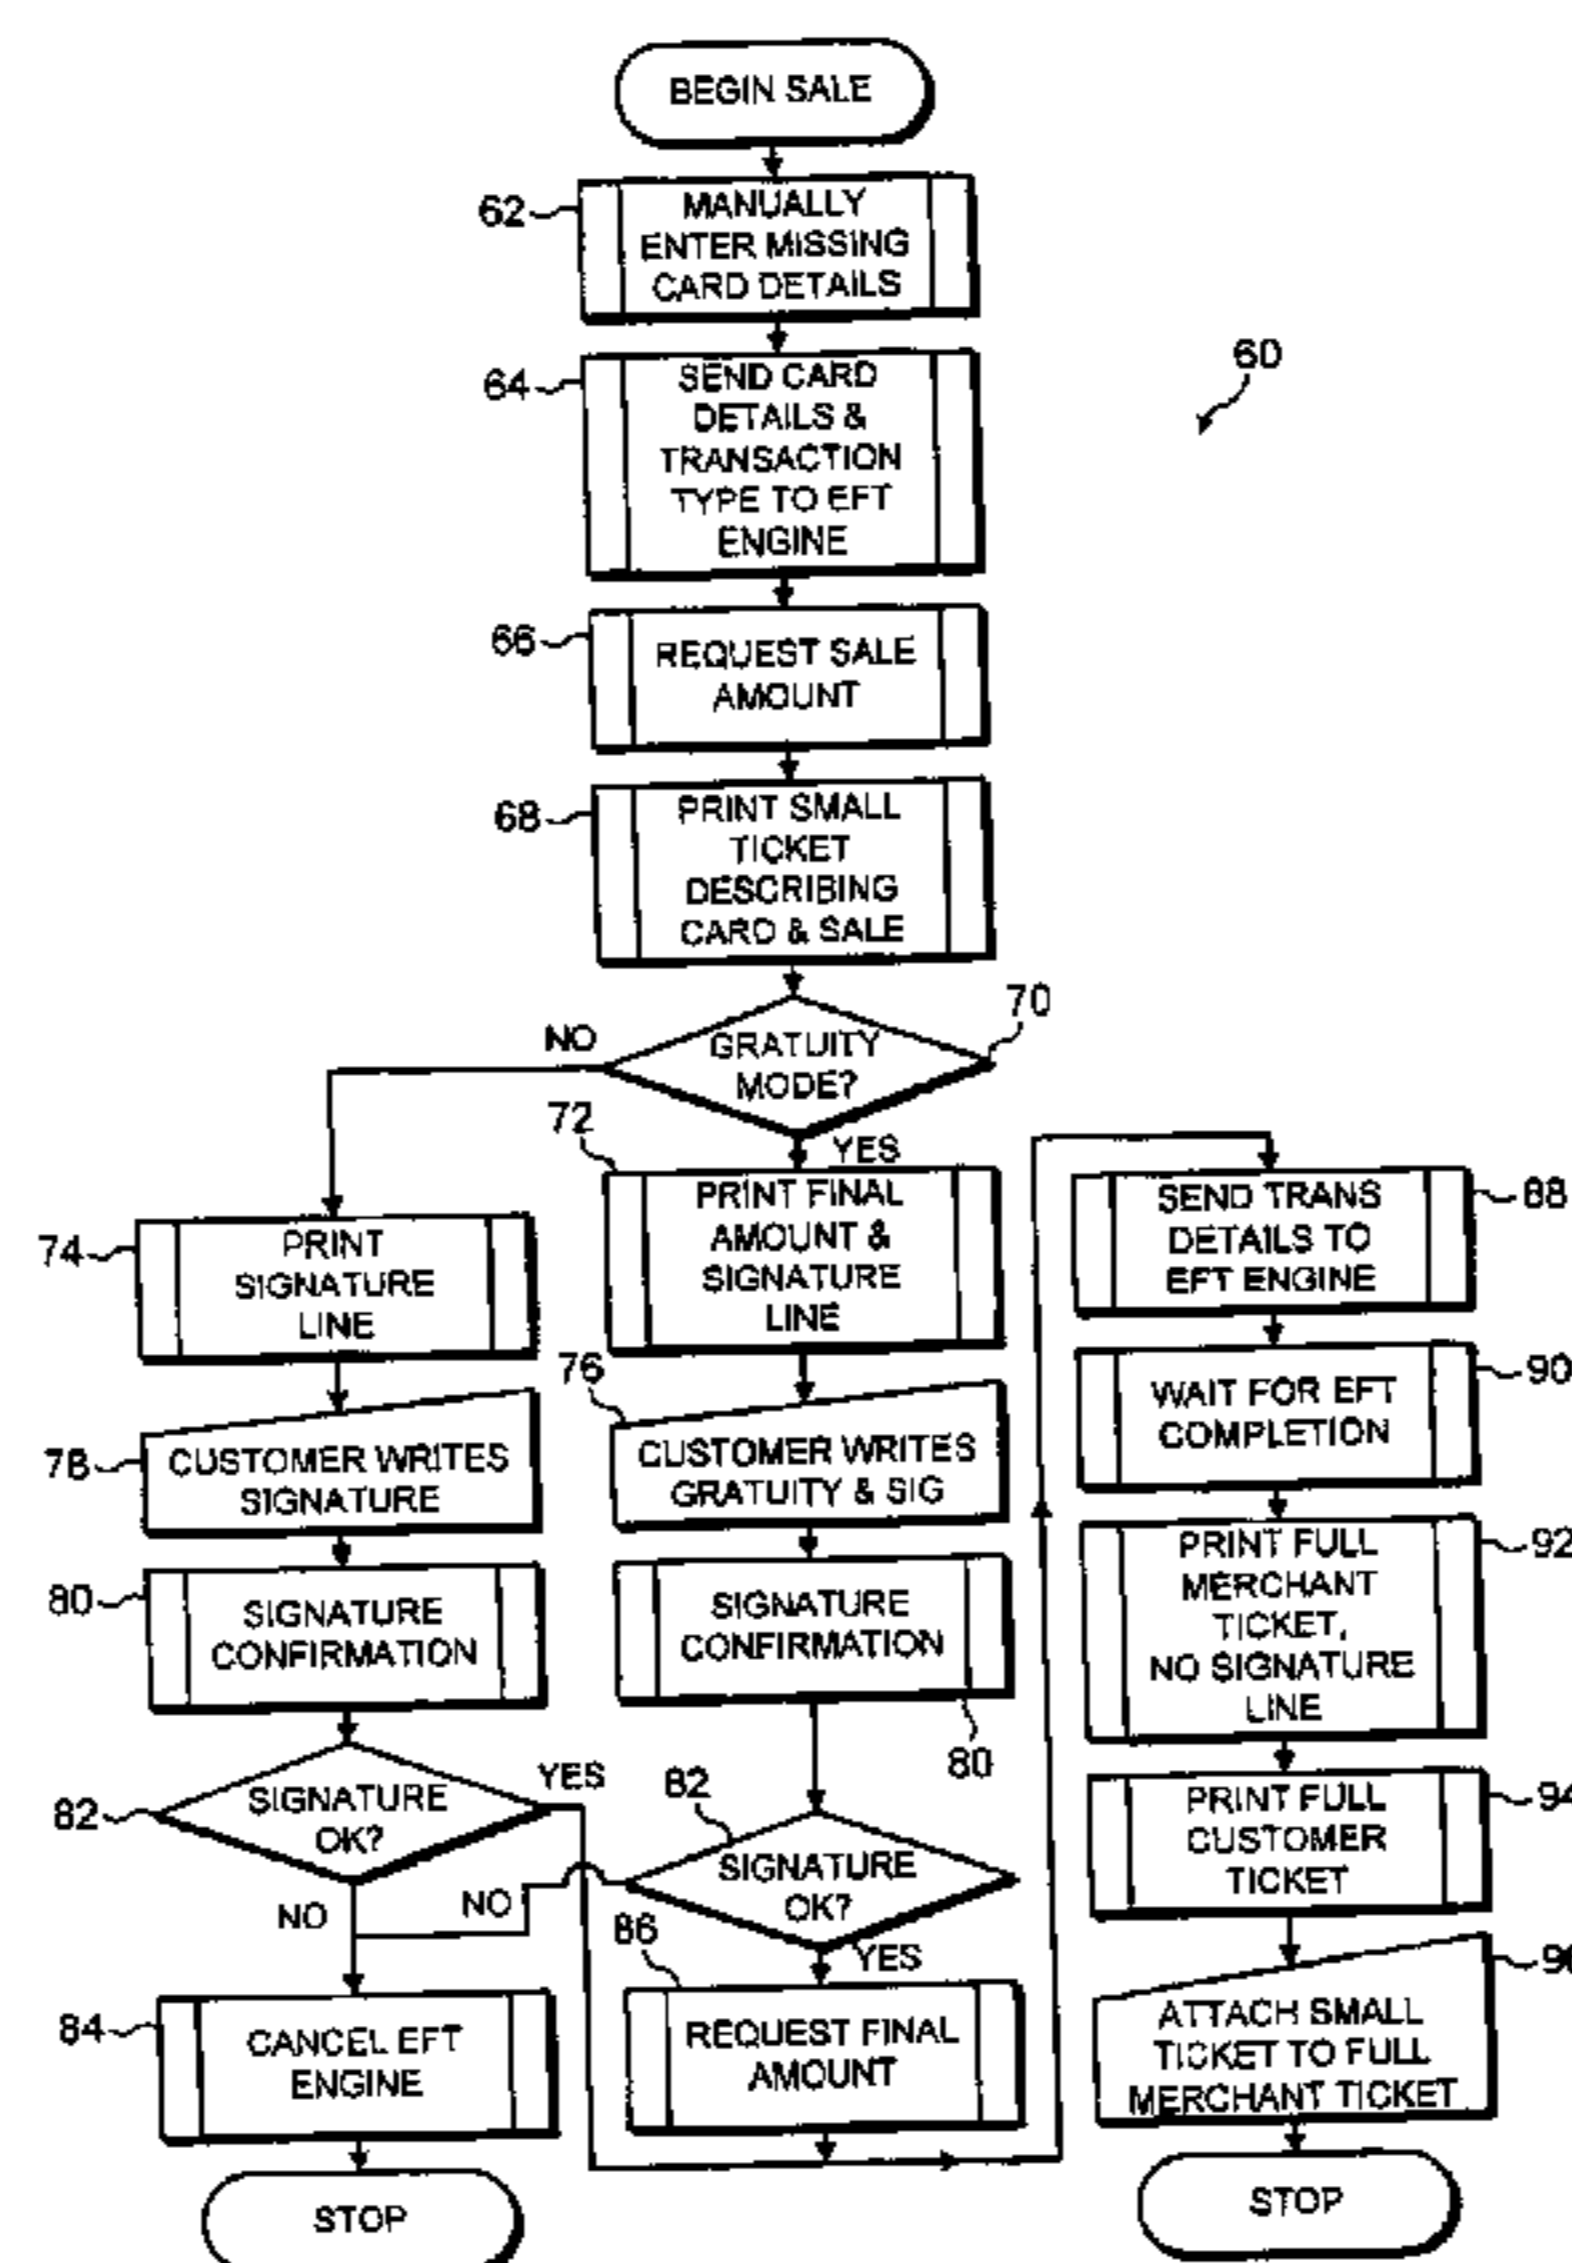 BEGIN SALE
62
MANUALLY
ENTER MISSING
CARD DETAILS
60
64
SEND CARD
DETAILS &
TRANSACTION
TYPE TO EFT
ENGINE
66
REQUEST SALE
AMOUNT
68
PRINT SMALL
TICKET
DESCRIBING
CARD & SALE
70
NO
GRATUITY
MODE?
YES
74
PRINT
SIGNATURE
LINE
78
CUSTOMER WRITES
SIGNATURE
80
SIGNATURE
CONFIRMATION
82
SIGNATURE
OK?
YES
NO
84
CANCEL EFT
ENGINE
STOP
72
PRINT FINAL
AMOUNT &
SIGNATURE
LINE
76
CUSTOMER WRITES
GRATUITY & SIG
SIGNATURE
CONFIRMATION
80
82
SIGNATURE
OK?
NO
YES
86
REQUEST FINAL
AMOUNT
SEND TRANS
DETAILS TO
EFT ENGINE
88
WAIT FOR EFT
COMPLETION
90
PRINT FULL
MERCHANT
TICKET,
NO SIGNATURE
LINE
92
PRINT FULL
CUSTOMER
TICKET
94
ATTACH SMALL
TICKET TO FULL
MERCHANT TICKET
STOP